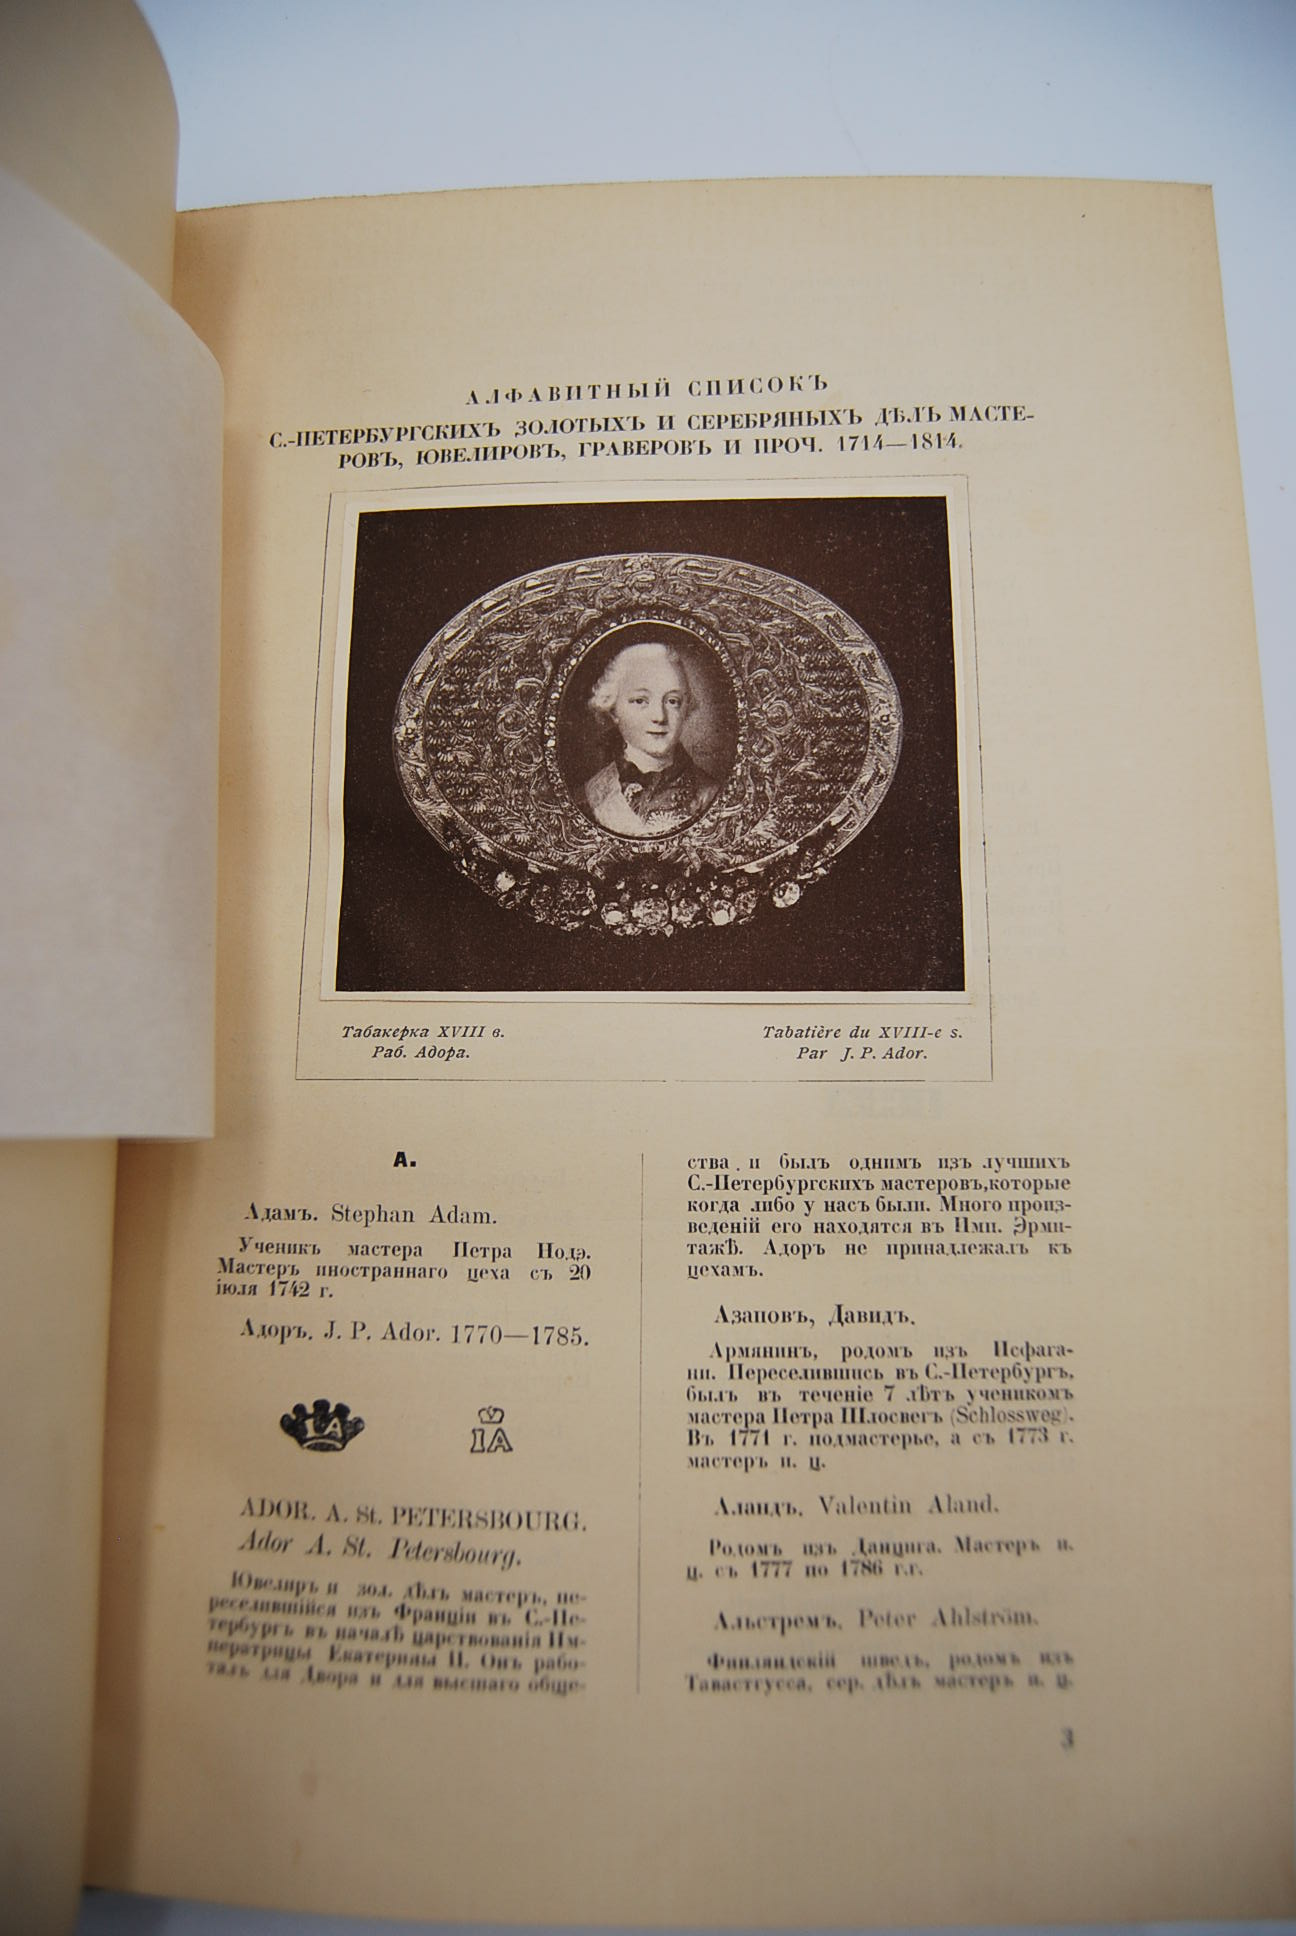 АЛФАВИТНЫЙ СПИСОКЪ
С.-ПЕТЕРБУРГСКИХЪ ЗОЛОТЫХЪ И СЕРЕБРЯНЫХЪ ДѢЛЪ МАСТЕ-
РОВЪ, ЮВЕЛИРОВЪ, ГРАВЕРОВЪ И ПРОЧ. 1714—1814.
Табакерка XVIII в.
Раб. Адора.
Tabatière du XVIII-e s.
Par J. P. Ador.
А.
Адамъ. Stephan Adam.
Ученикъ мастера Петра Нодэ.
Мастеръ иностраннаго цеха съ 20
іюля 1742 г.
Адоръ. J. P. Ador. 1770—1785.
IA
IA
ADOR. A. St. PETERSBOURG.
Ador A. St. Petersbourg.
Ювелиръ и зол. дѣлъ мастеръ, пе-
реселившійся изъ Франціи въ С.-Пе-
тербургъ въ началѣ царствованія Им-
ператрицы Екатерины II. Онъ рабо-
талъ для Двора и для высшаго обще-
ства и былъ однимъ изъ лучшихъ
С.-Петербургскихъ мастеровъ, которые
когда либо у насъ были. Много произ-
веденій его находятся въ Имп. Эрми-
тажѣ. Адоръ не принадлежалъ къ
цехамъ.
Азаповъ, Давидъ.
Армянинъ, родомъ изъ Исфага-
ни. Переселившись въ С.-Петербургъ,
былъ въ теченіе 7 лѣтъ ученикомъ
мастера Петра Шлосвегъ (Schlossweg).
Въ 1771 г. подмастерье, а съ 1773 г.
мастеръ и. ц.
Аландъ. Valentin Aland.
Родомъ изъ Данцига. Мастеръ и.
ц. съ 1777 по 1786 г.г.
Альстремъ. Peter Ahlström.
Финляндскій шведъ, родомъ изъ
Тавастгусса, сер. дѣлъ мастеръ и. ц.
3